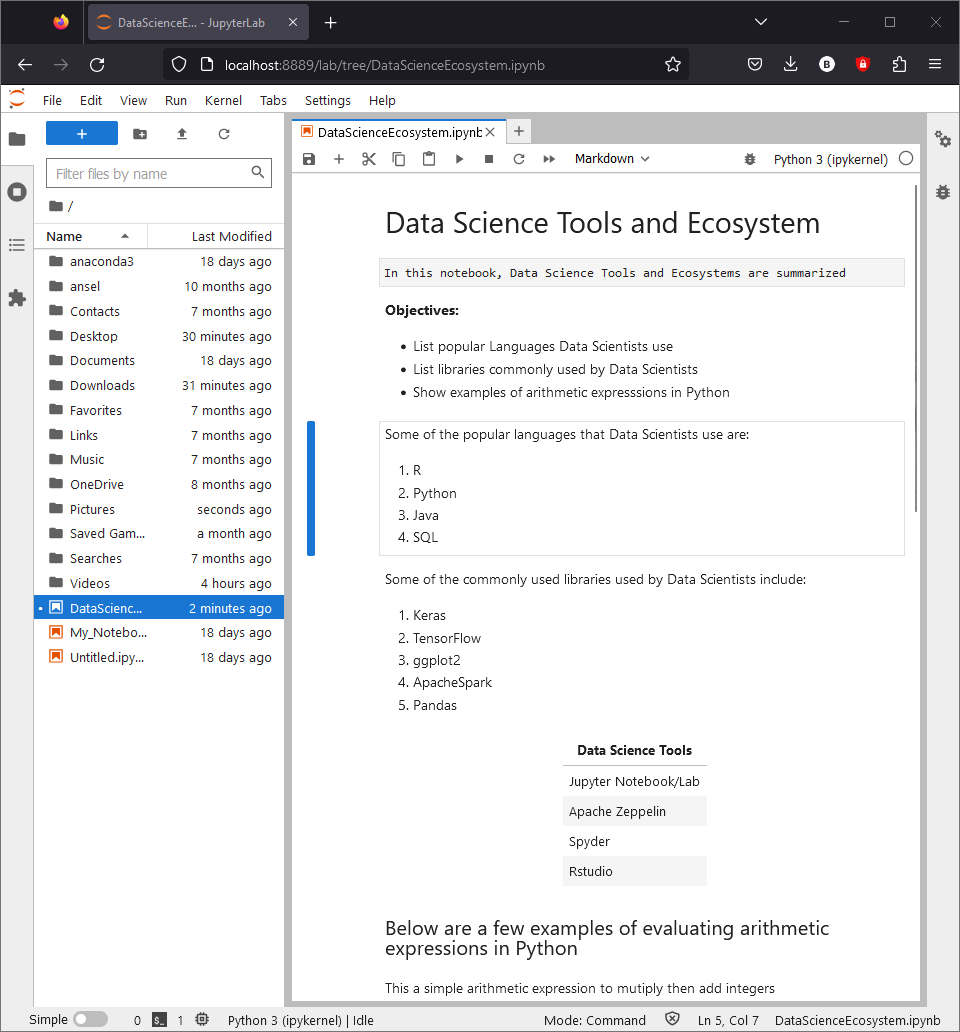 DataScienceE... - JupyterLab
localhost:8889/lab/tree/DataScienceEcosystem.ipynb
B
File Edit View Run Kernel Tabs Settings Help
DataScienceEcosystem.ipynb
Filter files by name
Markdown
Python 3 (ipykernel)
/
Name Last Modified
anaconda3 18 days ago
ansel 10 months ago
Contacts 7 months ago
Desktop 30 minutes ago
Documents 18 days ago
Downloads 31 minutes ago
Favorites 7 months ago
Links 7 months ago
Music 7 months ago
OneDrive 8 months ago
Pictures seconds ago
Saved Gam... a month ago
Searches 7 months ago
Videos 4 hours ago
DataScienc... 2 minutes ago
My_Notebo... 18 days ago
Untitled.ipy... 18 days ago
Data Science Tools and Ecosystem
In this notebook, Data Science Tools and Ecosystems are summarized
Objectives:
• List popular Languages Data Scientists use
• List libraries commonly used by Data Scientists
• Show examples of arithmetic expresssions in Python
Some of the popular languages that Data Scientists use are:
1. R
2. Python
3. Java
4. SQL
Some of the commonly used libraries used by Data Scientists include:
1. Keras
2. TensorFlow
3. ggplot2
4. ApacheSpark
5. Pandas
Data Science Tools
Jupyter Notebook/Lab
Apache Zeppelin
Spyder
Rstudio
Below are a few examples of evaluating arithmetic
expressions in Python
This a simple arithmetic expression to mutiply then add integers
Simple 0 $_ 1 Python 3 (ipykernel) | Idle Mode: Command Ln 5, Col 7 DataScienceEcosystem.ipynb